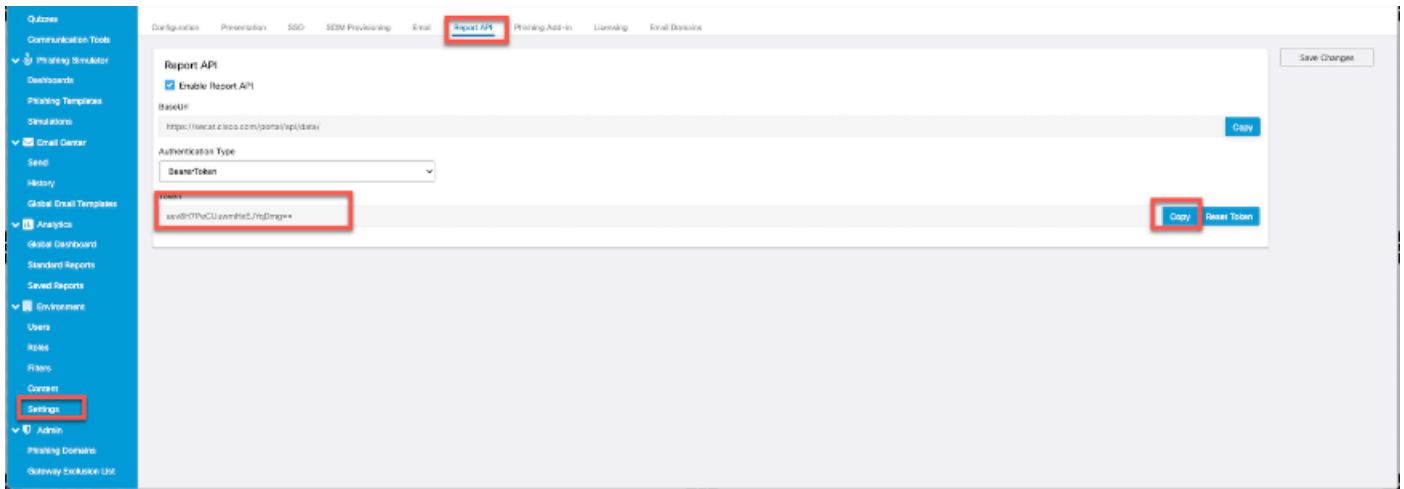 Quizzes
Communication Tools
Phishing Simulator
Dashboards
Phishing Templates
Simulations
Email Center
Send
History
Global Email Templates
Analytics
Global Dashboard
Standard Reports
Saved Reports
Environment
Users
Roles
Filters
Content
Settings
Admin
Phishing Domains
Gateway Exclusion List
Configuration Presentation SSO SCIM Provisioning Email Report API Phishing Add-in Licensing Email Domains
Save Changes
Report API
Enable Report API
BaseUrl
https://secat.cisco.com/portal/api/data/
Copy
Authentication Type
BearerToken
Token
Copy Reset Token